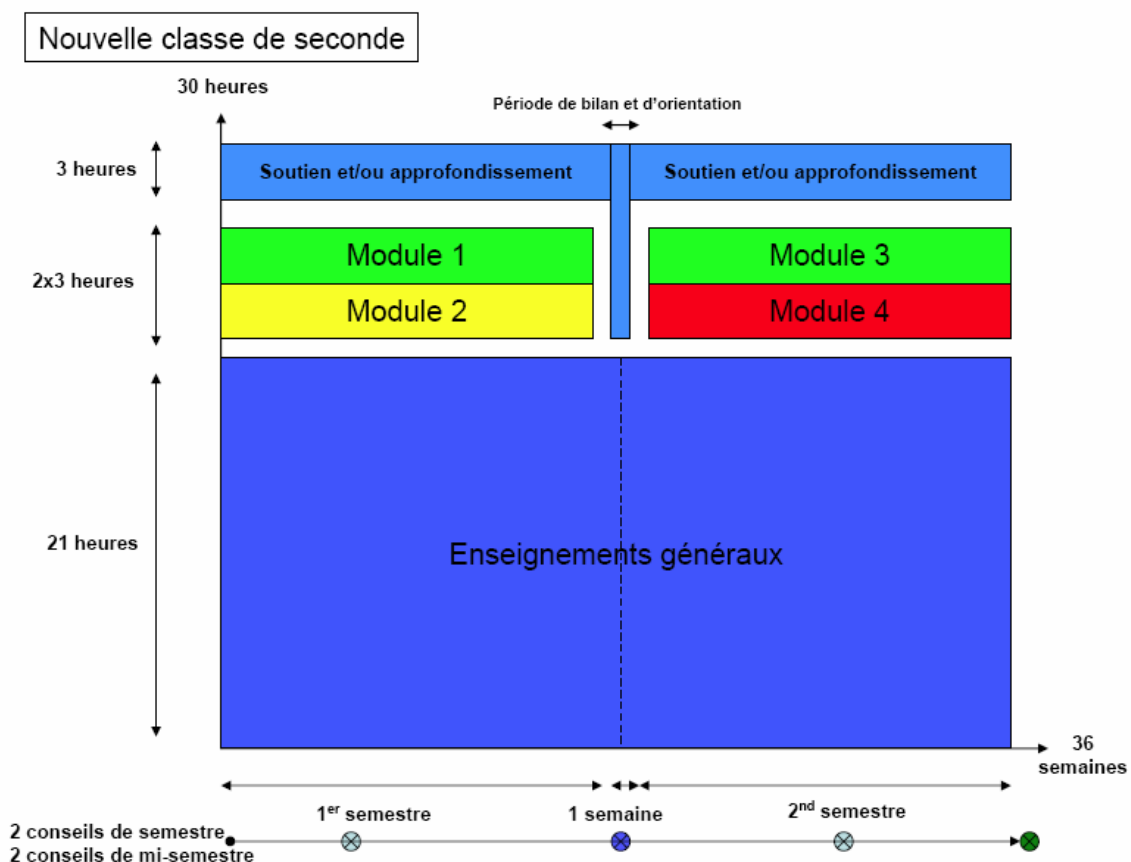 Nouvelle classe de seconde
30 heures
Période de bilan et d'orientation
3 heures
Soutien et/ou approfondissement
Soutien et/ou approfondissement
2x3 heures
Module 1
Module 3
Module 2
Module 4
21 heures
Enseignements généraux
36
semaines
1er semestre
1 semaine
2nd semestre
2 conseils de semestre
2 conseils de mi-semestre